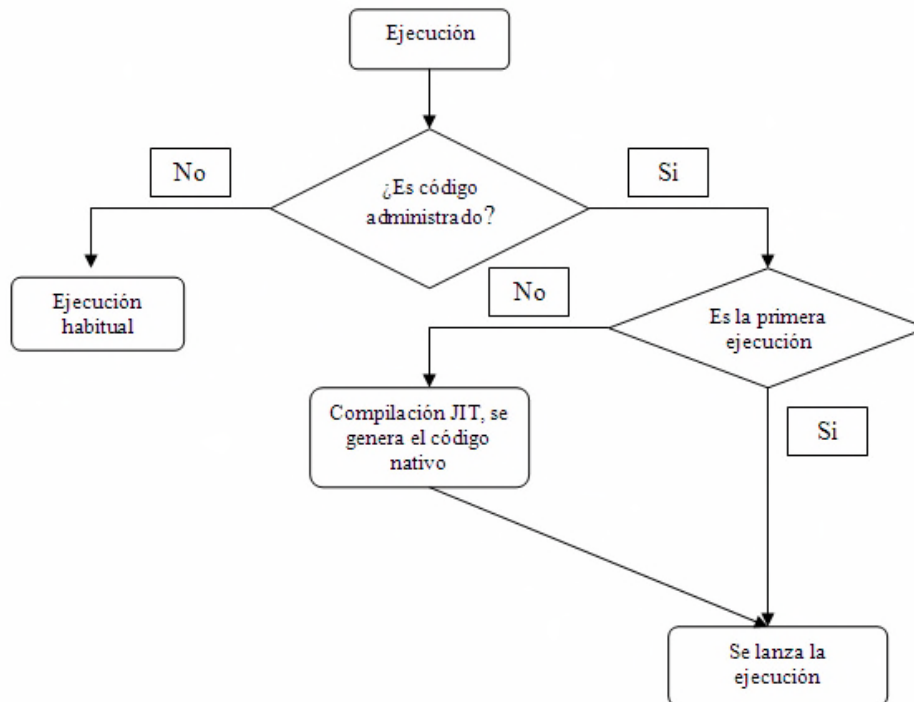 Ejecución
No
Si
¿Es código
administrado?
Ejecución
habitual
No
Es la primera
ejecución
Compilación JIT, se
genera el código
nativo
Si
Se lanza la
ejecución